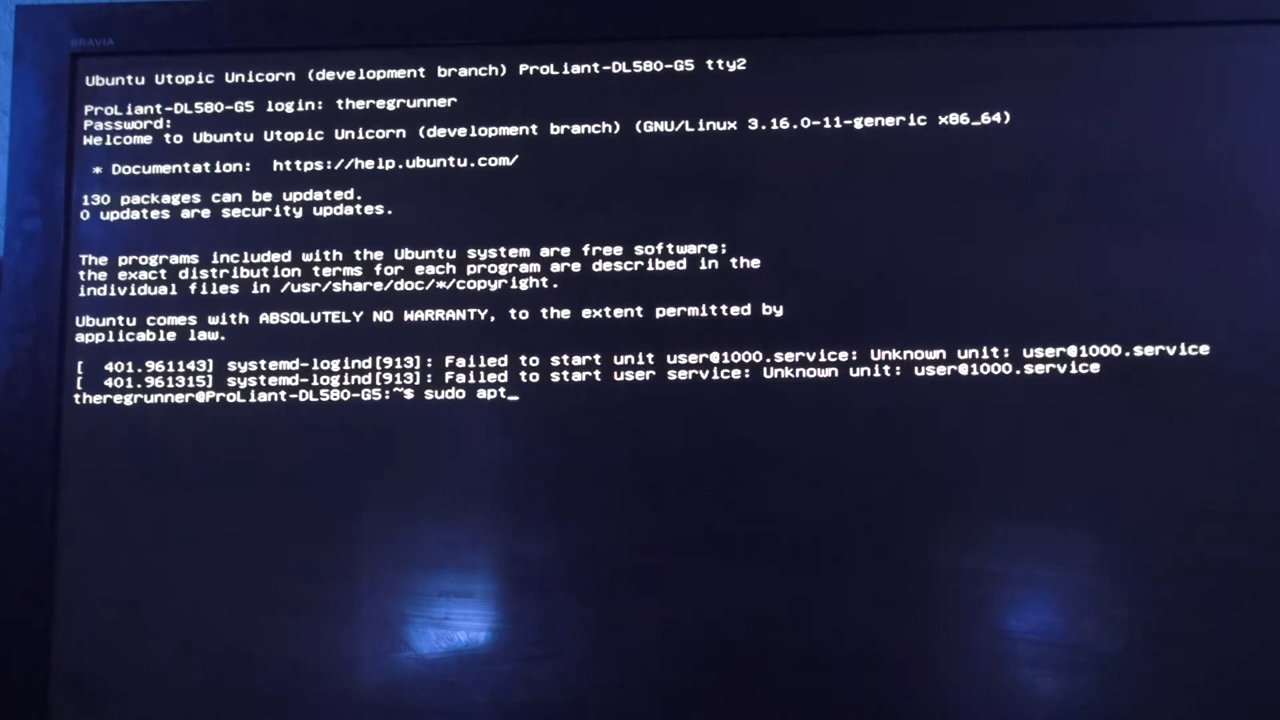 BRAVIA
Ubuntu Utopic Unicorn (development branch) ProLiant-DL580-G5 tty2
ProLiant-DL580-G5 login: theregrunner
Password:
Welcome to Ubuntu Utopic Unicorn (development branch) (GNU/Linux 3.16.0-11-generic x86_64)
* Documentation: https://help.ubuntu.com/
130 packages can be updated.
0 updates are security updates.
The programs included with the Ubuntu system are free software;
the exact distribution terms for each program are described in the
individual files in /usr/share/doc/*/copyright.
Ubuntu comes with ABSOLUTELY NO WARRANTY, to the extent permitted by
applicable law.
[ 401.961143] systemd-logind[913]: Failed to start unit user@1000.service: Unknown unit: user@1000.service
[ 401.961315] systemd-logind[913]: Failed to start user service: Unknown unit: user@1000.service
theregrunner@ProLiant-DL580-G5:~$ sudo apt_